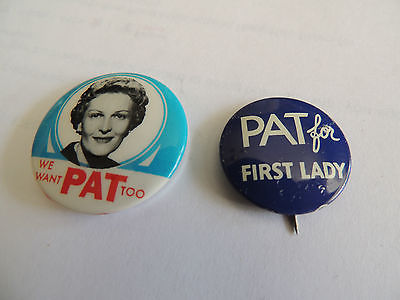 WE
WANT PAT TOO
PAT for
FIRST LADY